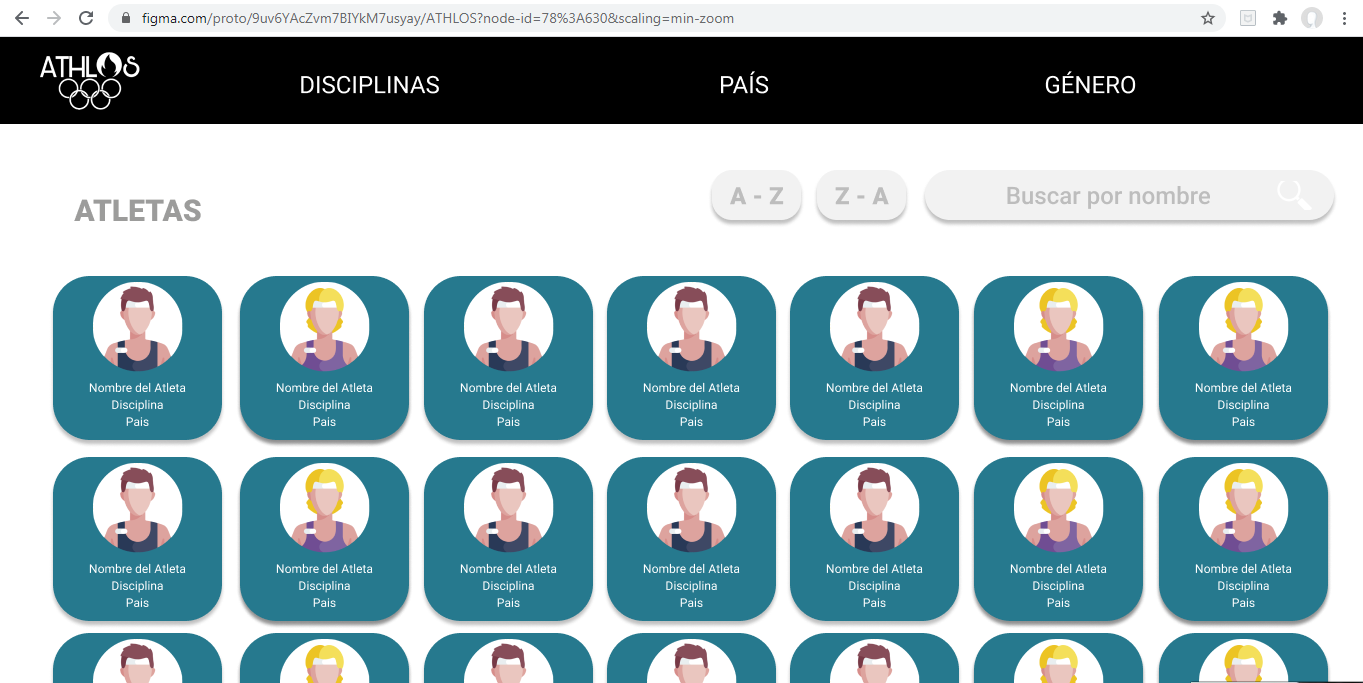 figma.com/proto/9uv6YAcZvm7BIYkM7usyay/ATHLOS?node-id=78%3A630&scaling=min-zoom
ATHLOS
DISCIPLINAS PAÍS GÉNERO
ATLETAS A - Z Z - A Buscar por nombre
Nombre del Atleta Nombre del Atleta Nombre del Atleta Nombre del Atleta Nombre del Atleta Nombre del Atleta Nombre del Atleta
Disciplina Disciplina Disciplina Disciplina Disciplina Disciplina Disciplina
Pais Pais Pais Pais Pais Pais Pais
Nombre del Atleta Nombre del Atleta Nombre del Atleta Nombre del Atleta Nombre del Atleta Nombre del Atleta Nombre del Atleta
Disciplina Disciplina Disciplina Disciplina Disciplina Disciplina Disciplina
Pais Pais Pais Pais Pais Pais Pais